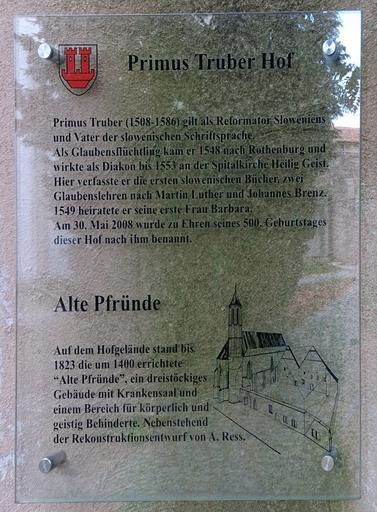 Primus Truber Hof
Primus Truber (1508-1586) gilt als Reformator Sloweniens
und Vater der slowenischen Schriftsprache.
Als Glaubensflüchtling kam er 1548 nach Rothenburg und
wirkte als Diakon bis 1553 an der Spitalkirche Heilig Geist.
Hier verfasste er die ersten slowenischen Bücher, zwei
Glaubenslehren nach Martin Luther und Johannes Brenz.
1549 heiratete er seine erste Frau Barbara.
Am 30. Mai 2008 wurde zu Ehren seines 500. Geburtstages
dieser Hof nach ihm benannt.
Alte Pfründe
Auf dem Hofgelände stand bis
1823 die um 1400 errichtete
“Alte Pfründe”, ein dreistöckiges
Gebäude mit Krankensaal und
einem Bereich für körperlich und
geistig Behinderte. Nebenstehend
der Rekonstruktionsentwurf von A. Ress.